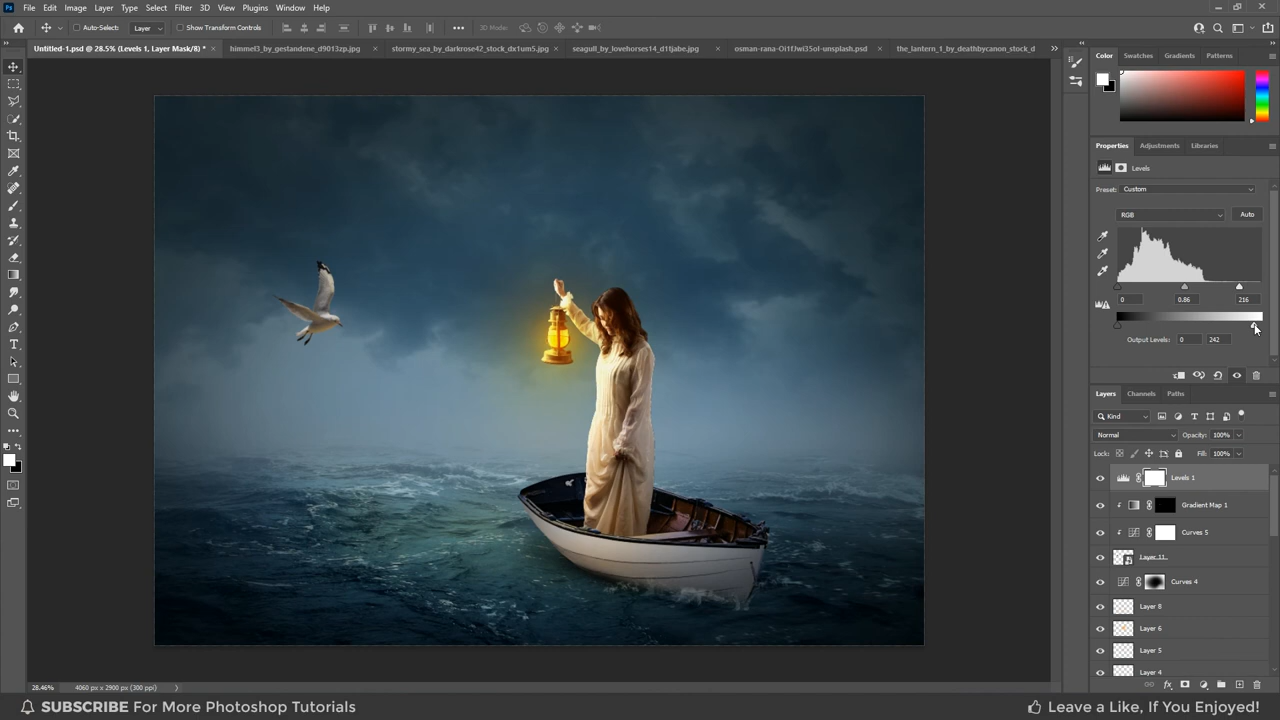 Ps File Edit Image Layer Type Select Filter 3D View Plugins Window Help
Auto-Select: Layer Show Transform Controls 3D Mode:
Untitled-1.psd @ 28.5% (Levels 1, Layer Mask/8) * himmel3_by_gestandene_d9013zp.jpg stormy_sea_by_darkrose42_stock_dx1um5.jpg seagull_by_lovehorses14_d1tjabe.jpg osman-rana-Oi1fJwi35oI-unsplash.psd the_lantern_1_by_deathbycanon_stock_d
Color Swatches Gradients Patterns
Properties Adjustments Libraries
Levels
Preset: Custom
RGB Auto
0 0.86 216
Output Levels: 0 242
Layers Channels Paths
Kind
Normal Opacity: 100%
Lock: Fill: 100%
Levels 1
Gradient Map 1
Curves 5
Layer 11
Curves 4
Layer 8
Layer 6
Layer 5
Layer 4
28.46% 4060 px x 2900 px (300 ppi)
SUBSCRIBE For More Photoshop Tutorials
Leave a Like, If You Enjoyed!